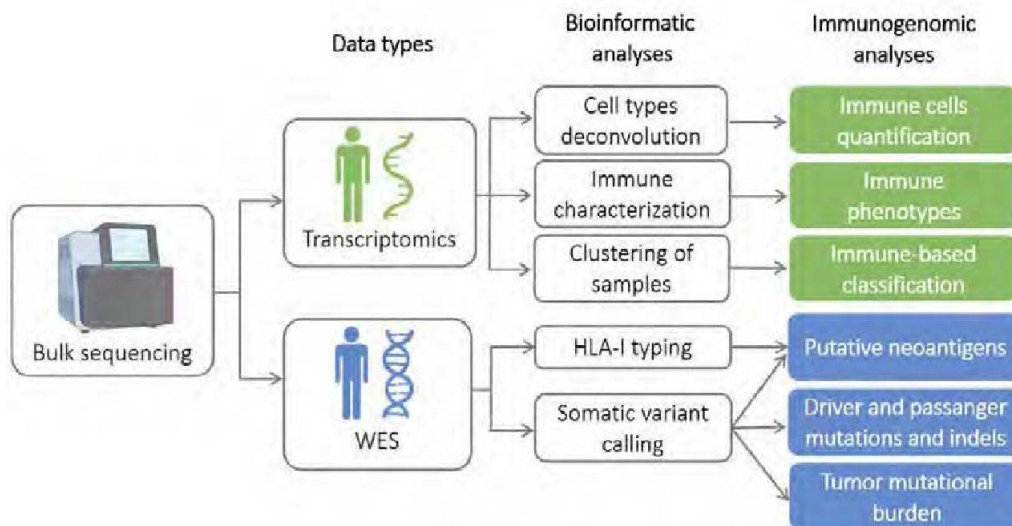 Data types
Bioinformatic
analyses
Immunogenomic
analyses
Bulk sequencing
Transcriptomics
Cell types
deconvolution
Immune cells
quantification
Immune
characterization
Immune
phenotypes
Clustering of
samples
Immune-based
classification
WES
HLA-I typing
Putative neoantigens
Somatic variant
calling
Driver and passanger
mutations and indels
Tumor mutational
burden